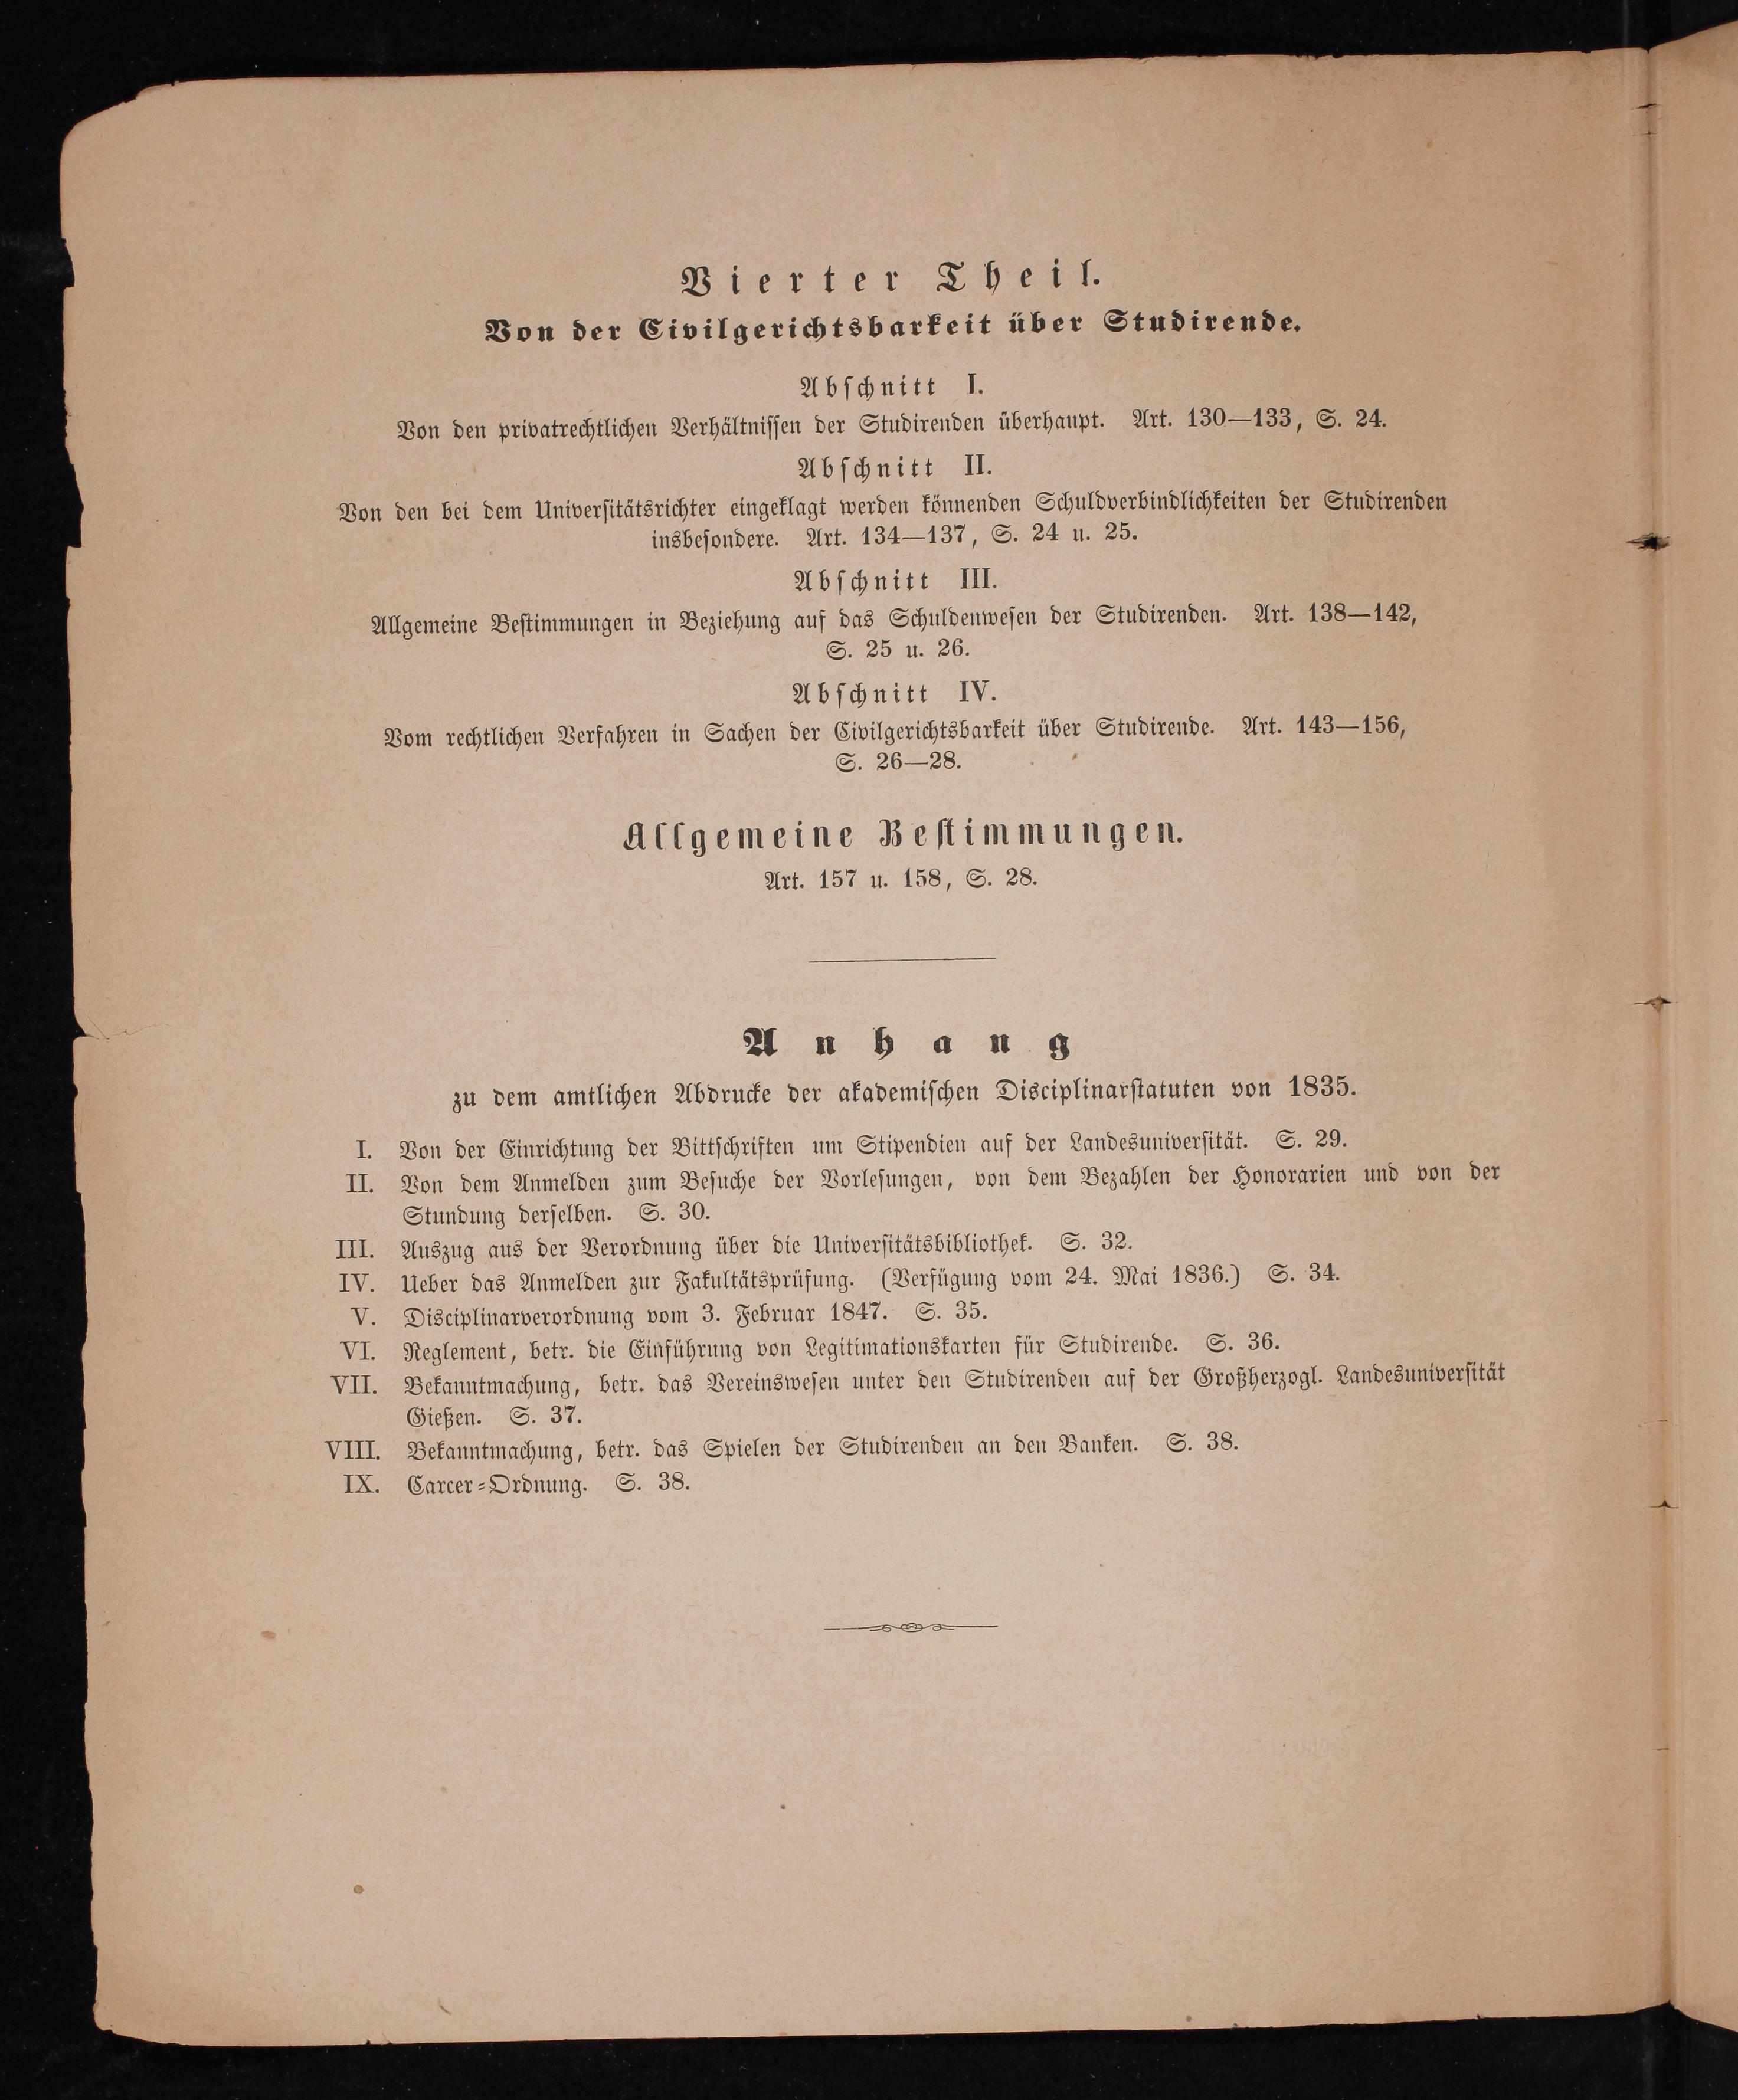 Vierter Theil.
Von der Civilgerichtsbarkeit über Studirende.
Abschnitt I.
Von den privatrechtlichen Verhältnissen der Studirenden überhaupt. Art. 130—133, S. 24.
Abschnitt II.
Von den bei dem Universitätsrichter eingeklagt werden könnenden Schuldverbindlichkeiten der Studirenden
insbesondere. Art. 134—137, S. 24 u. 25.
Abschnitt III.
Allgemeine Bestimmungen in Beziehung auf das Schuldenwesen der Studirenden. Art. 138—142,
S. 25 u. 26.
Abschnitt IV.
Vom rechtlichen Verfahren in Sachen der Civilgerichtsbarkeit über Studirende. Art. 143—156,
S. 26—28.
Allgemeine Bestimmungen.
Art. 157 u. 158, S. 28.
Anhang
zu dem amtlichen Abdrucke der akademischen Disciplinarstatuten von 1835.
I. Von der Einrichtung der Bittschriften um Stipendien auf der Landesuniversität. S. 29.
II. Von dem Anmelden zum Besuche der Vorlesungen, von dem Bezahlen der Honorarien und von der
Stundung derselben. S. 30.
III. Auszug aus der Verordnung über die Universitätsbibliothek. S. 32.
IV. Ueber das Anmelden zur Fakultätsprüfung. (Verfügung vom 24. Mai 1836.) S. 34.
V. Disciplinarverordnung vom 3. Februar 1847. S. 35.
VI. Reglement, betr. die Einführung von Legitimationskarten für Studirende. S. 36.
VII. Bekanntmachung, betr. das Vereinswesen unter den Studirenden auf der Großherzogl. Landesuniversität
Gießen. S. 37.
VIII. Bekanntmachung, betr. das Spielen der Studirenden an den Banken. S. 38.
IX. Carcer-Ordnung. S. 38.